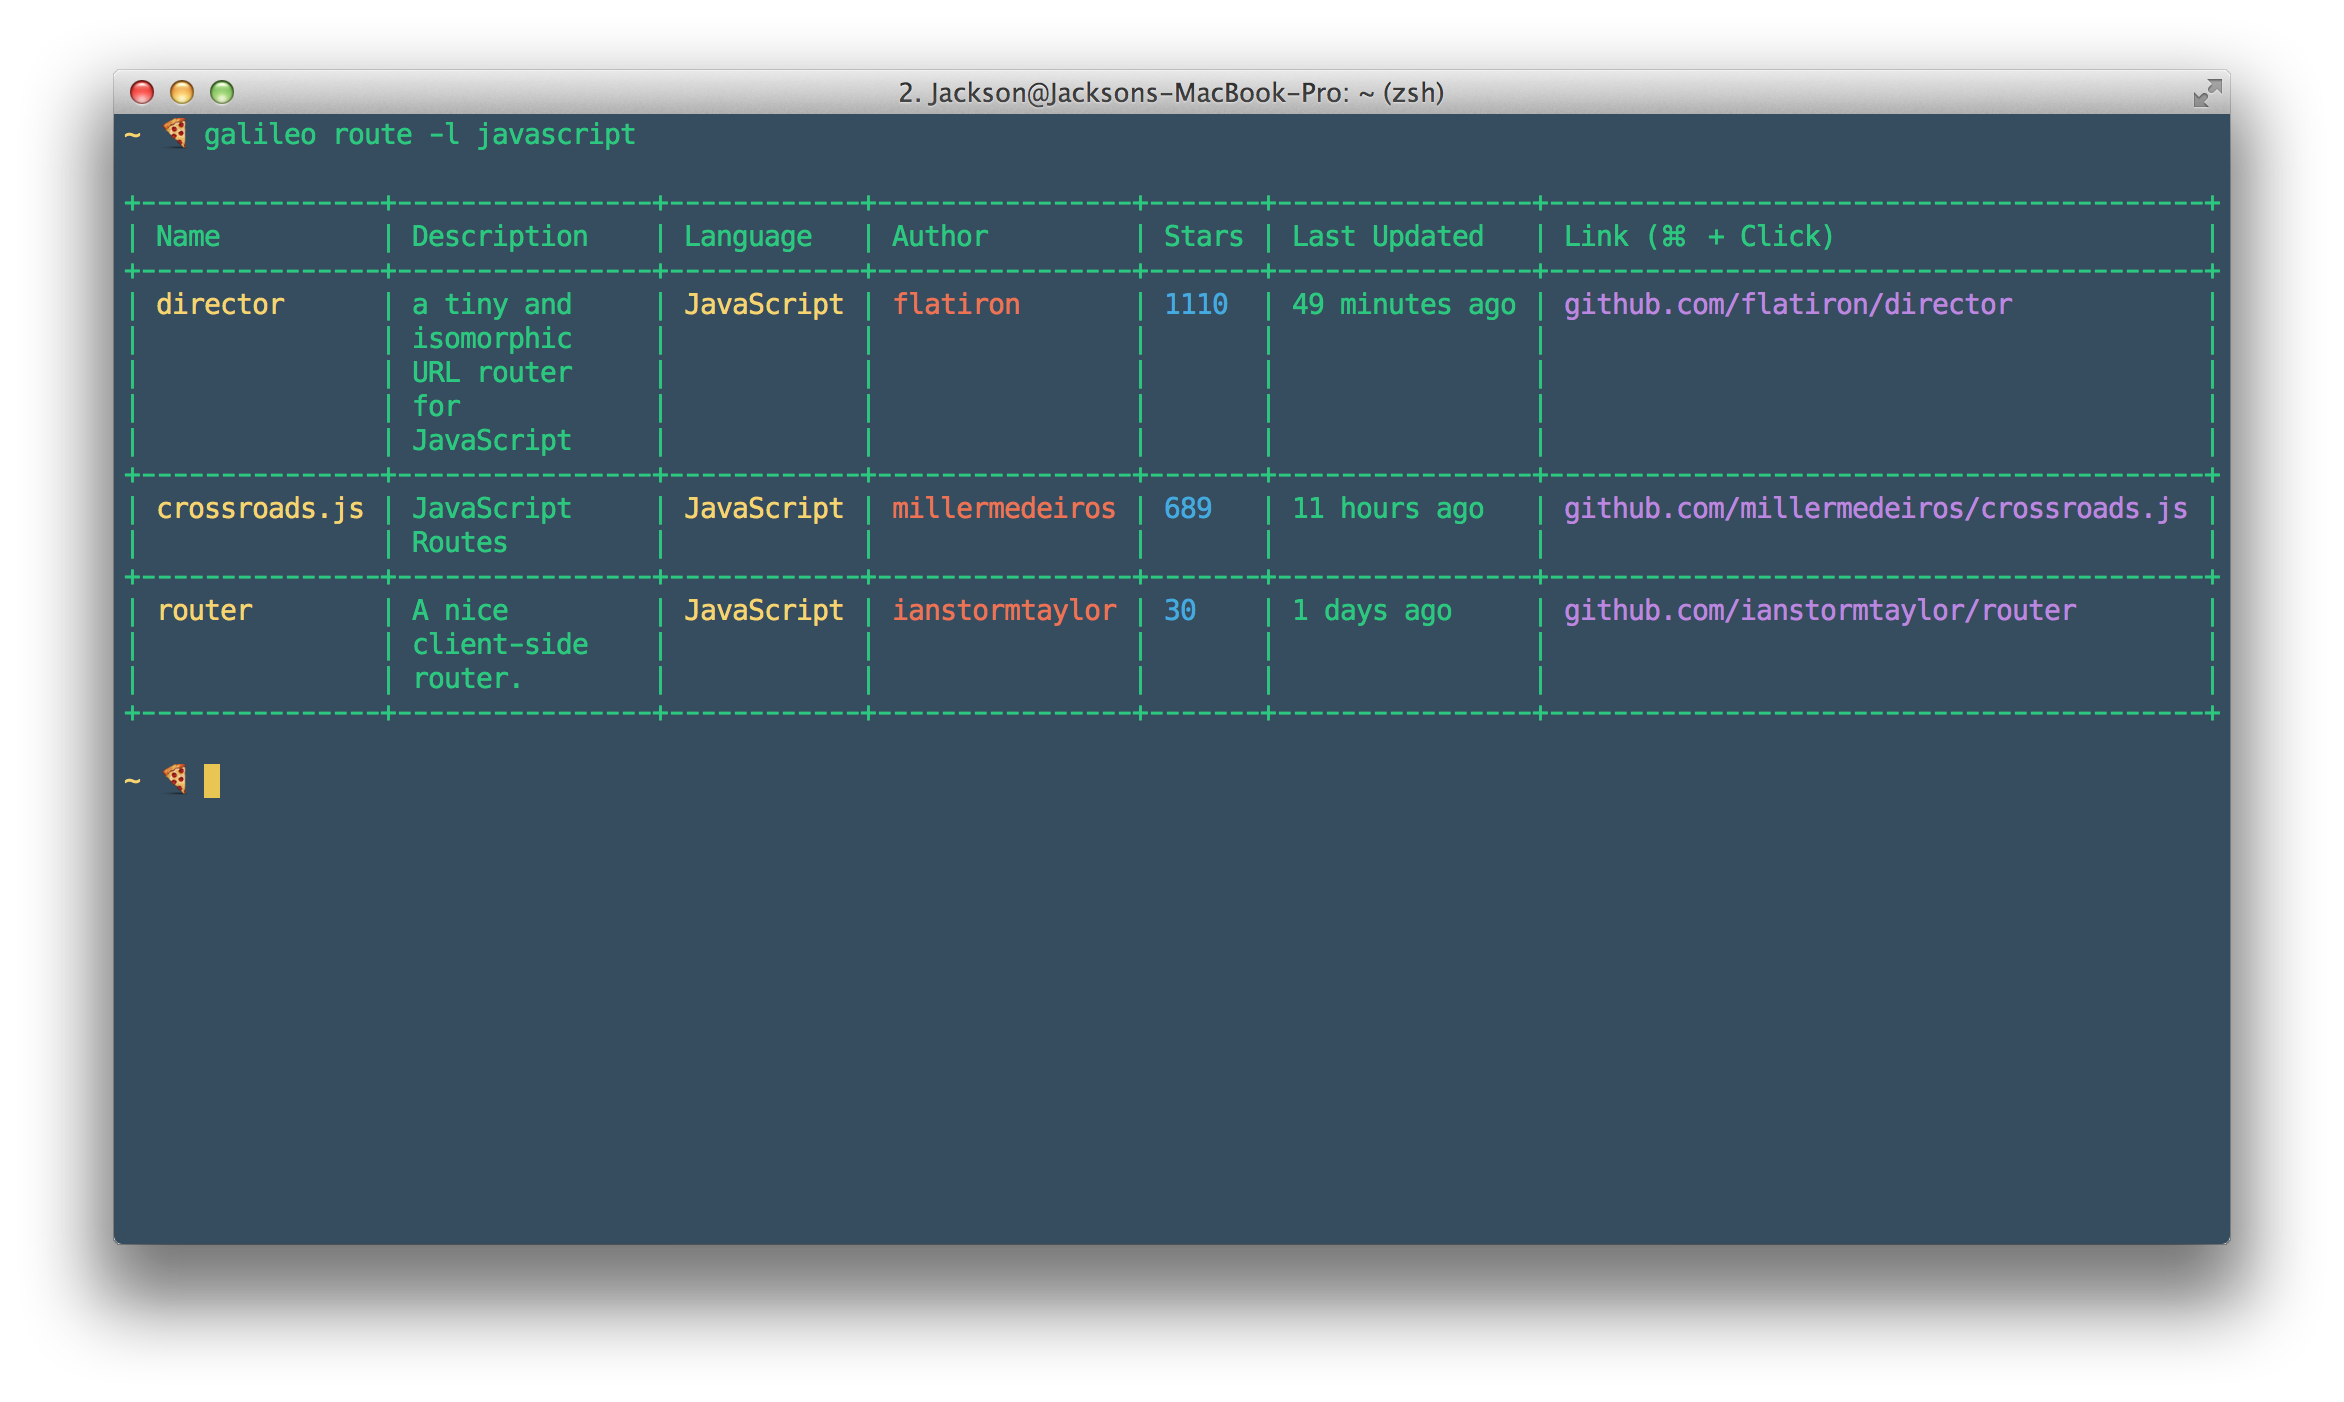 2. Jackson@Jacksons-MacBook-Pro: ~ (zsh)
~ 🍕 galileo route -l javascript
+---------------+----------------+------------+----------------+-------+----------------+-----------------------------------------+
| Name          | Description    | Language   | Author         | Stars | Last Updated   | Link (⌘ + Click)                        |
+---------------+----------------+------------+----------------+-------+----------------+-----------------------------------------+
| director      | a tiny and     | JavaScript | flatiron       | 1110  | 49 minutes ago | github.com/flatiron/director            |
|               | isomorphic     |            |                |       |                |                                         |
|               | URL router     |            |                |       |                |                                         |
|               | for            |            |                |       |                |                                         |
|               | JavaScript     |            |                |       |                |                                         |
+---------------+----------------+------------+----------------+-------+----------------+-----------------------------------------+
| crossroads.js | JavaScript     | JavaScript | millermedeiros | 689   | 11 hours ago   | github.com/millermedeiros/crossroads.js |
|               | Routes         |            |                |       |                |                                         |
+---------------+----------------+------------+----------------+-------+----------------+-----------------------------------------+
| router        | A nice         | JavaScript | ianstormtaylor | 30    | 1 days ago     | github.com/ianstormtaylor/router        |
|               | client-side    |            |                |       |                |                                         |
|               | router.        |            |                |       |                |                                         |
+---------------+----------------+------------+----------------+-------+----------------+-----------------------------------------+
~ 🍕